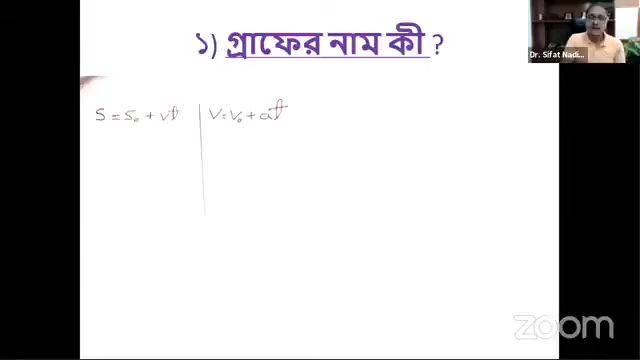 ১) গ্রাফের নাম কী ?
S = S₀ + vt | V = V₀ + at
Dr. Sifat Nadi...
zoom